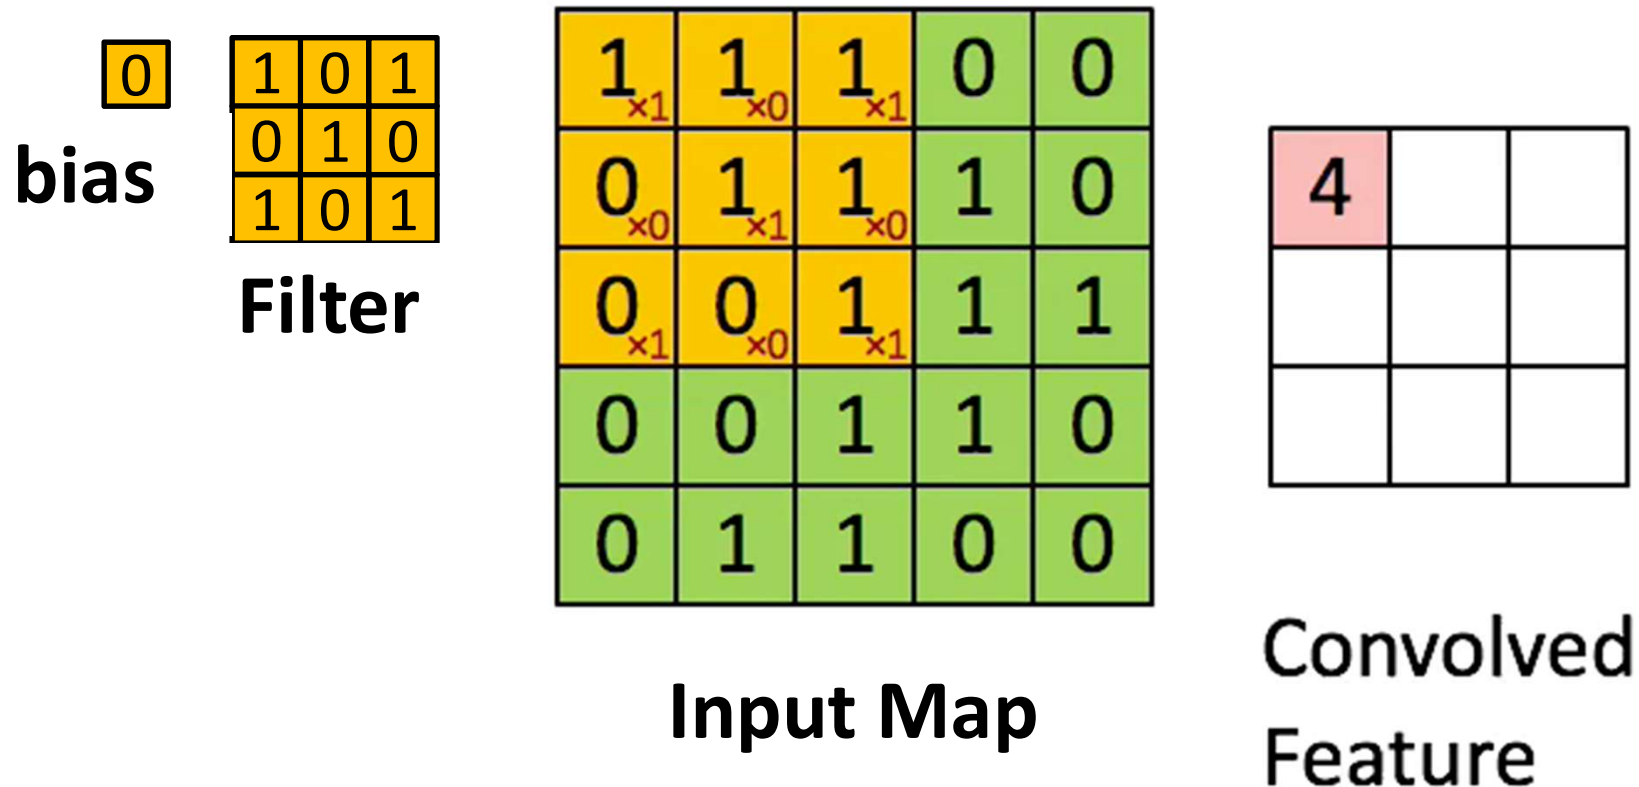 0
bias
1 0 1
0 1 0
1 0 1
Filter
1×1 1×0 1×1 0 0
0×0 1×1 1×0 1 0
0×1 0×0 1×1 1 1
0 0 1 1 0
0 1 1 0 0
Input Map
4
Convolved
Feature